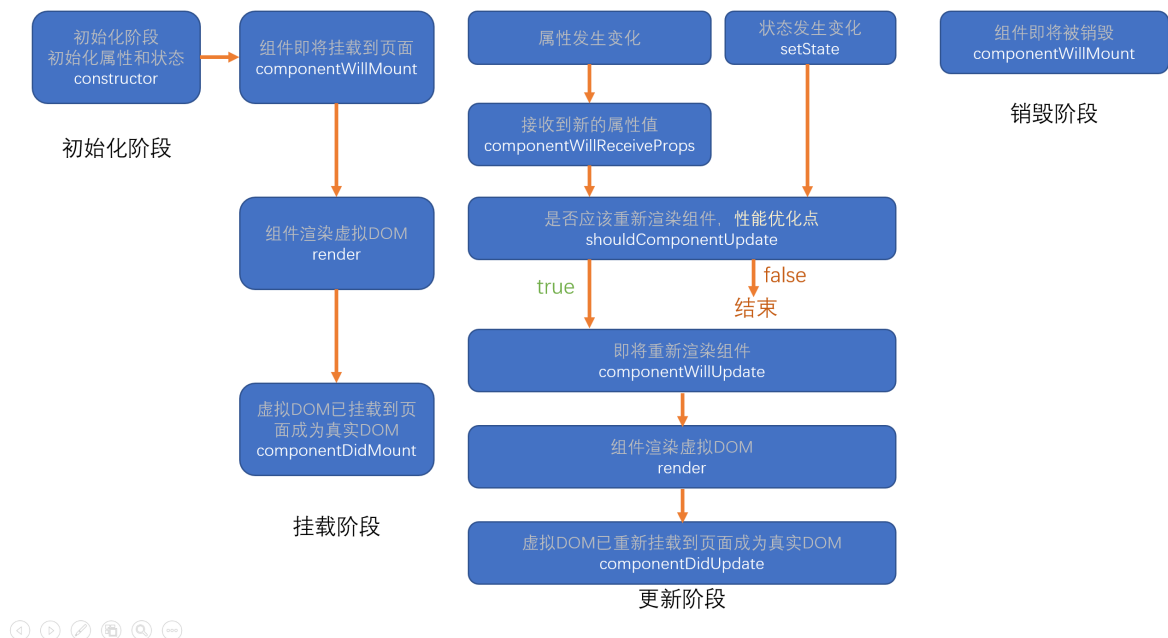 初始化阶段
初始化属性和状态
constructor
初始化阶段
组件即将挂载到页面
componentWillMount
组件渲染虚拟DOM
render
虚拟DOM已挂载到页
面成为真实DOM
componentDidMount
挂载阶段
属性发生变化
状态发生变化
setState
接收到新的属性值
componentWillReceiveProps
是否应该重新渲染组件，性能优化点
shouldComponentUpdate
true
false
结束
即将重新渲染组件
componentWillUpdate
组件渲染虚拟DOM
render
虚拟DOM已重新挂载到页面成为真实DOM
componentDidUpdate
更新阶段
组件即将被销毁
componentWillMount
销毁阶段